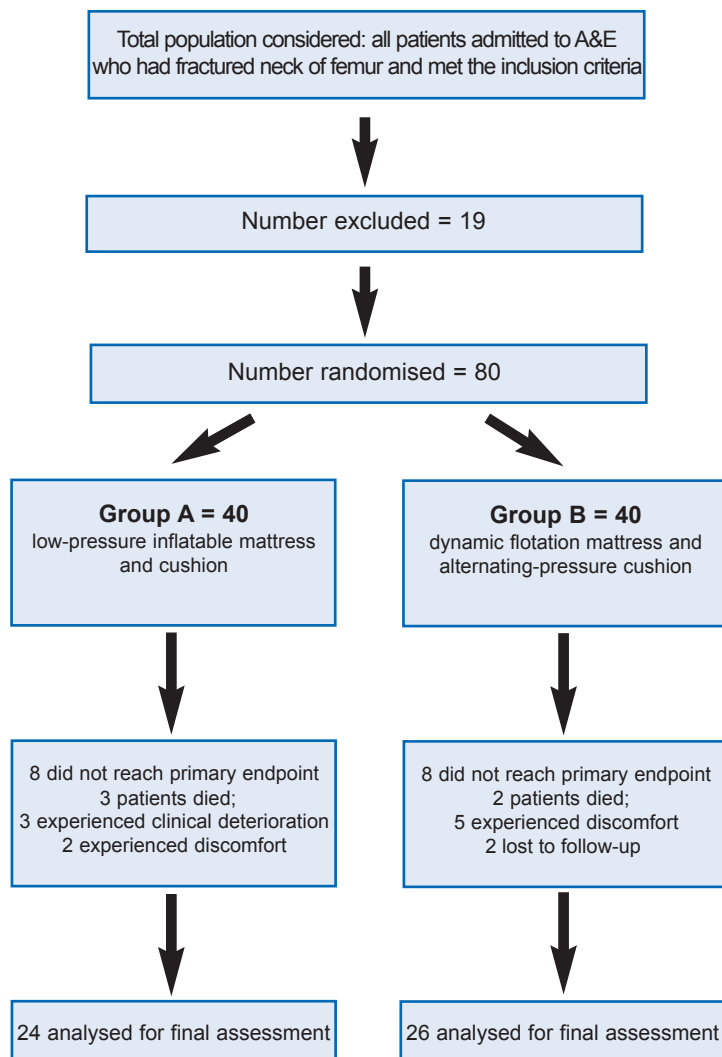 Total population considered: all patients admitted to A&E
who had fractured neck of femur and met the inclusion criteria
Number excluded = 19
Number randomised = 80
Group A = 40
low-pressure inflatable mattress
and cushion
Group B = 40
dynamic flotation mattress and
alternating-pressure cushion
8 did not reach primary endpoint
3 patients died;
3 experienced clinical deterioration
2 experienced discomfort
8 did not reach primary endpoint
2 patients died;
5 experienced discomfort
2 lost to follow-up
24 analysed for final assessment
26 analysed for final assessment